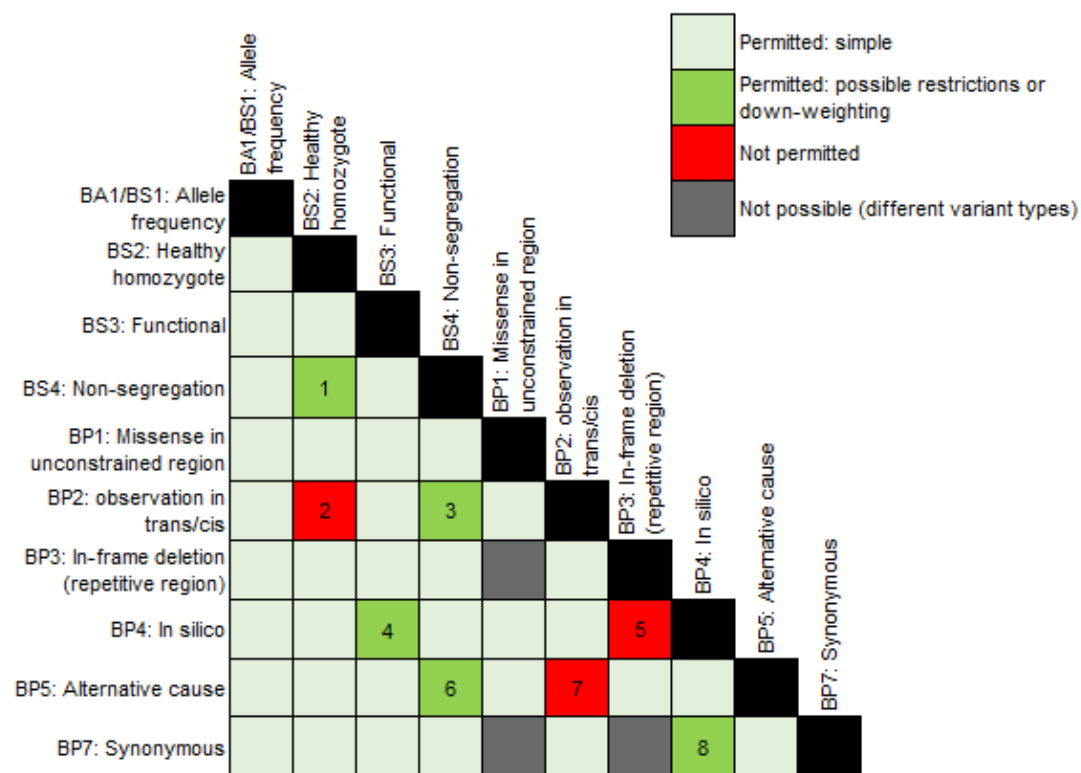 Permitted: simple
Permitted: possible restrictions or
down-weighting
Not permitted
Not possible (different variant types)
BA1/BS1: Allele
frequency
BS2: Healthy
homozygote
BS3: Functional
BS4: Non-segregation
BP1: Missense in
unconstrained region
BP2: observation in
trans/cis
BP3: In-frame deletion
(repetitive region)
BP4: In silico
BP5: Alternative cause
BP7: Synonymous
BA1/BS1: Allele
frequency
BS2: Healthy
homozygote
BS3: Functional
BS4: Non-segregation
1
BP1: Missense in
unconstrained region
BP2: observation in
trans/cis
2
3
BP3: In-frame deletion
(repetitive region)
BP4: In silico
4
5
BP5: Alternative cause
6
7
BP7: Synonymous
8